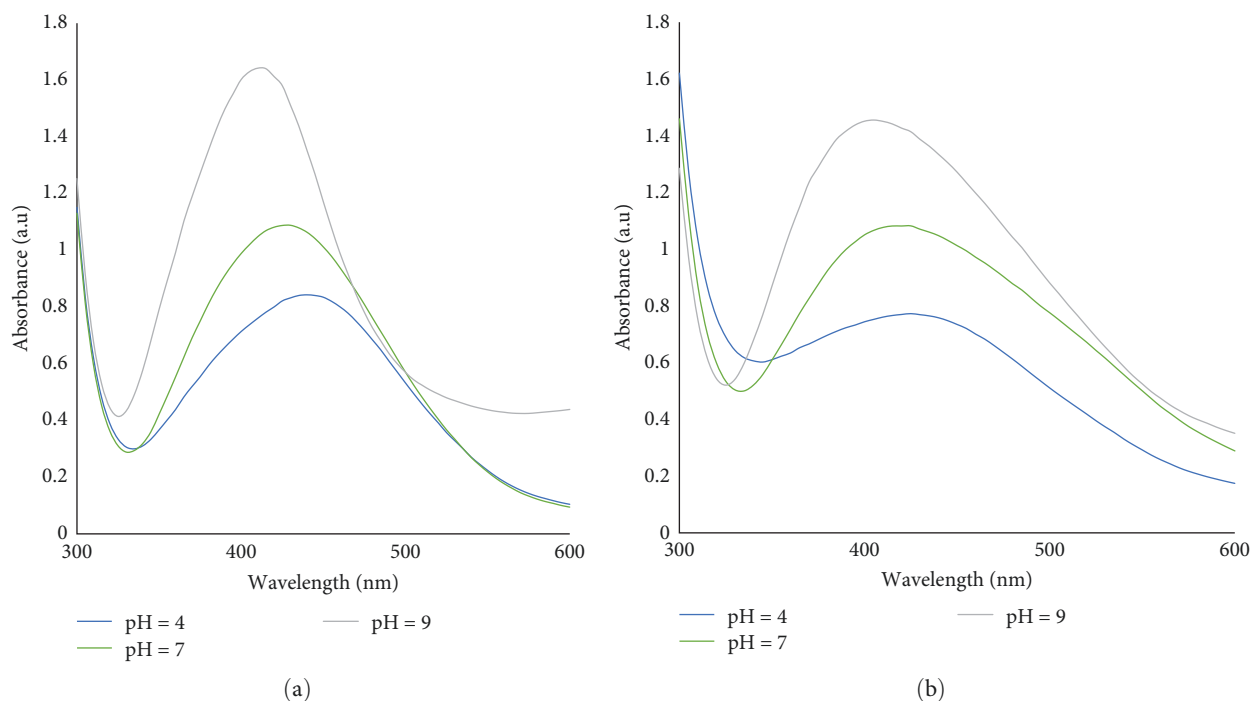 1.8
1.6
1.4
1.2
1
0.8
0.6
0.4
0.2
0
Absorbance (a.u)
300
400
500
600
Wavelength (nm)
pH = 4
pH = 9
pH = 7
(a)
1.8
1.6
1.4
1.2
1
0.8
0.6
0.4
0.2
0
Absorbance (a.u)
300
400
500
600
Wavelength (nm)
pH = 4
pH = 9
pH = 7
(b)